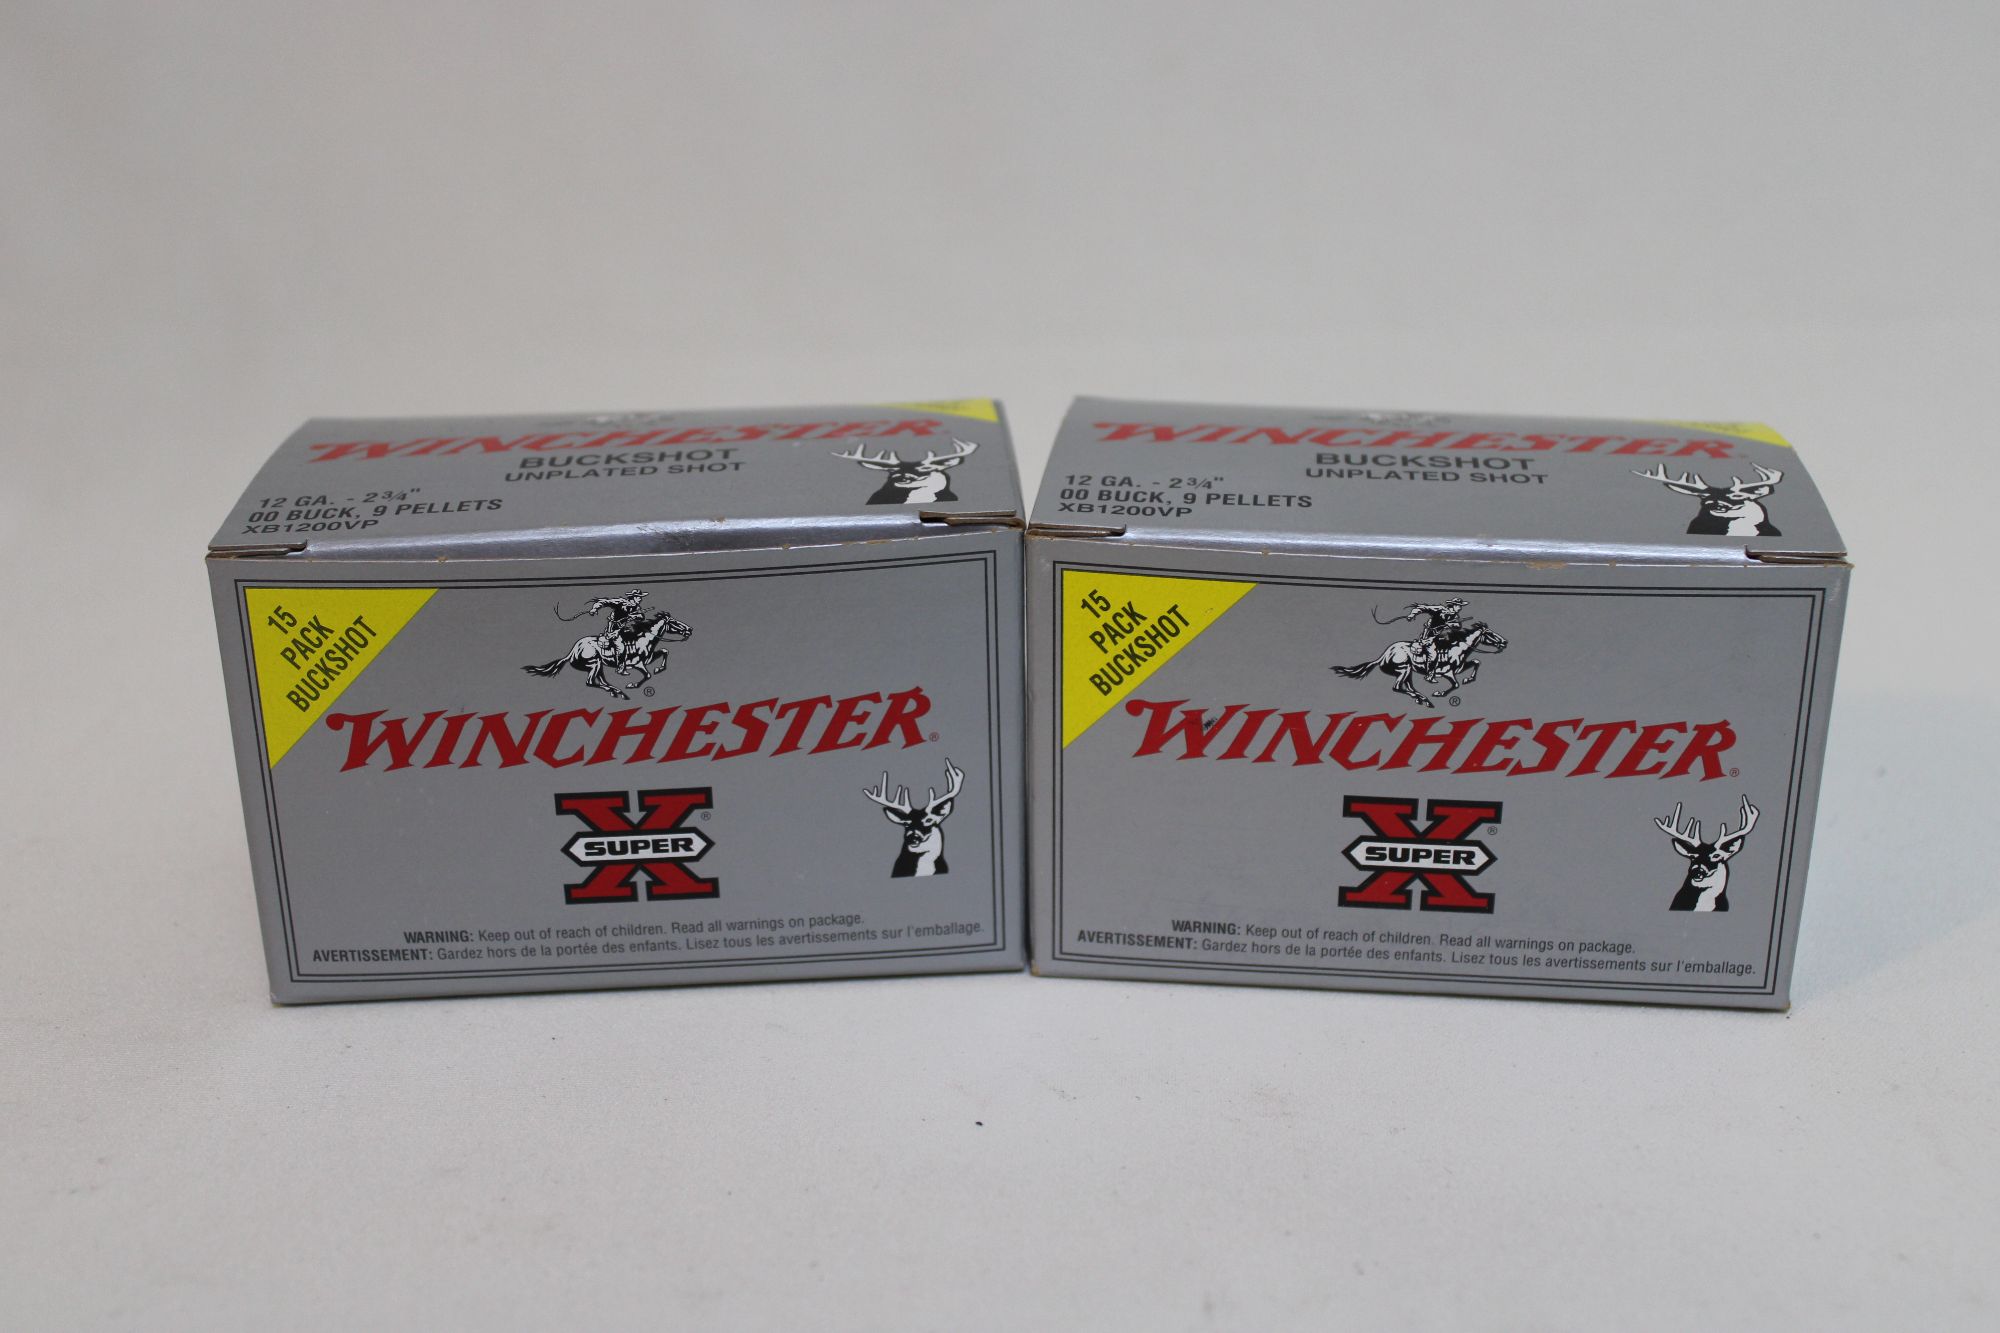 WINCHESTER
BUCKSHOT
UNPLATED SHOT
12 GA. - 2 3/4"
00 BUCK, 9 PELLETS
XB1200VP
15
PACK
BUCKSHOT
®
WINCHESTER®
X®
SUPER
WARNING: Keep out of reach of children. Read all warnings on package.
AVERTISSEMENT: Gardez hors de la portée des enfants. Lisez tous les avertissements sur l'emballage.
WINCHESTER
BUCKSHOT
UNPLATED SHOT
12 GA. - 2 3/4"
00 BUCK, 9 PELLETS
XB1200VP
15
PACK
BUCKSHOT
®
WINCHESTER®
X®
SUPER
WARNING: Keep out of reach of children. Read all warnings on package.
AVERTISSEMENT: Gardez hors de la portée des enfants. Lisez tous les avertissements sur l'emballage.